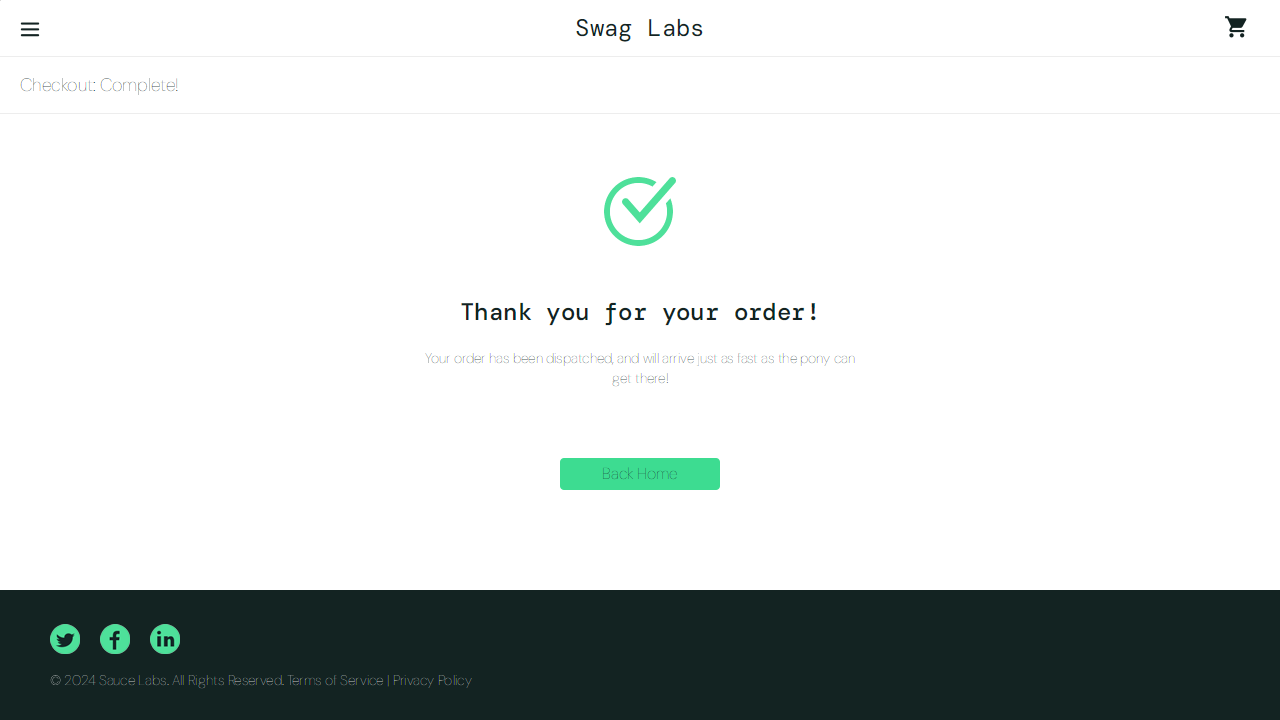 Swag Labs
Checkout: Complete!
Thank you for your order!
Your order has been dispatched, and will arrive just as fast as the pony can
get there!
Back Home
© 2024 Sauce Labs. All Rights Reserved. Terms of Service | Privacy Policy